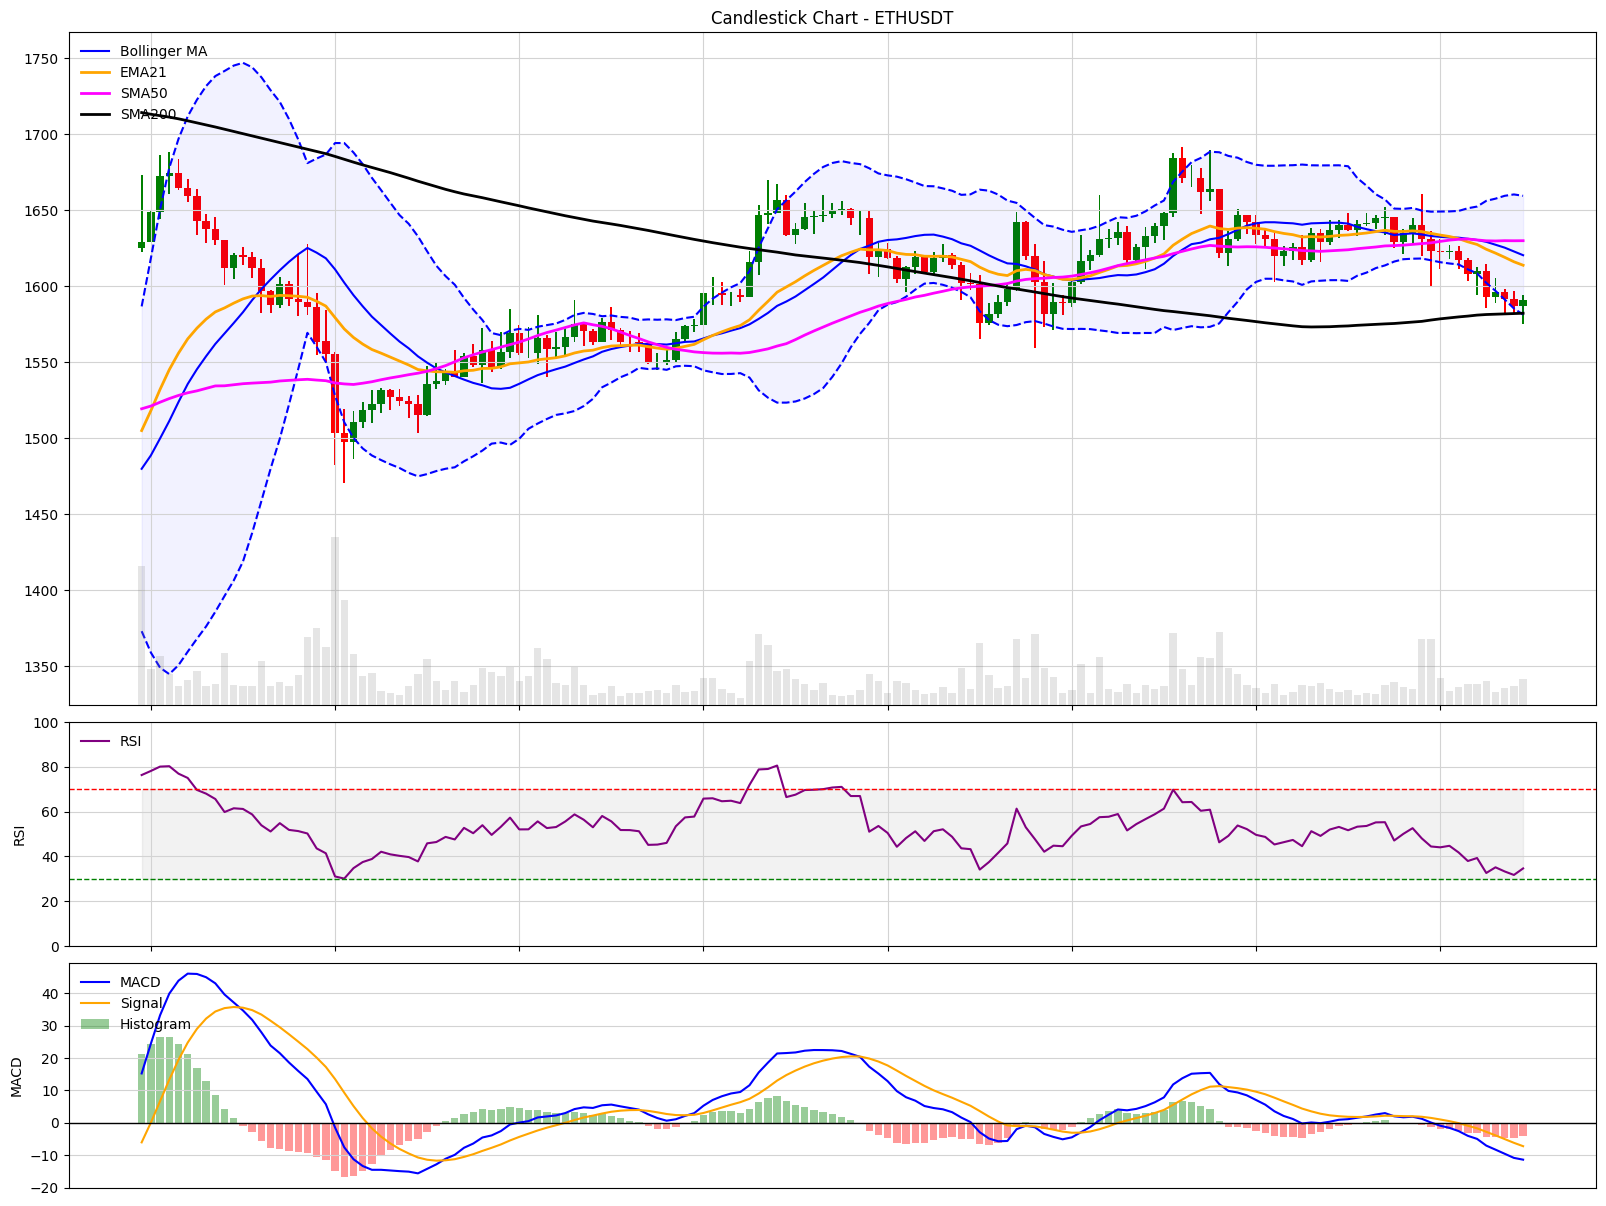 Candlestick Chart - ETHUSDT
Bollinger MA
EMA21
SMA50
SMA200
1750
1700
1650
1600
1550
1500
1450
1400
1350
RSI
RSI
100
80
60
40
20
0
MACD
Signal
Histogram
MACD
40
30
20
10
0
−10
−20